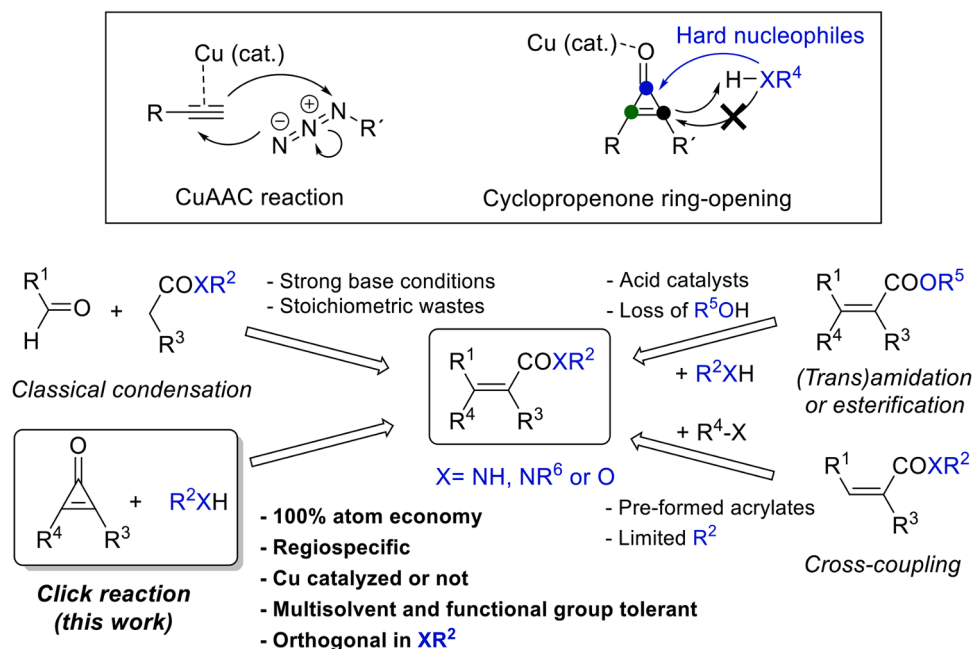 Cu (cat.)
R
N
N
N
R′
CuAAC reaction
Cu (cat.)
O
Hard nucleophiles
H
XR⁴
R
R′
Cyclopropenone ring-opening
R¹
O
H
+
COXR²
R³
Classical condensation
- Strong base conditions
- Stoichiometric wastes
- Acid catalysts
- Loss of R⁵OH
+ R²XH
R¹
COOR⁵
R⁴
R³
(Trans)amidation
or esterification
R¹
COXR²
R⁴
R³
X= NH, NR⁶ or O
O
R⁴
R³
+
R²XH
Click reaction
(this work)
- 100% atom economy
- Regiospecific
- Cu catalyzed or not
- Multisolvent and functional group tolerant
- Orthogonal in XR²
+ R⁴-X
- Pre-formed acrylates
- Limited R²
R¹
COXR²
R³
Cross-coupling